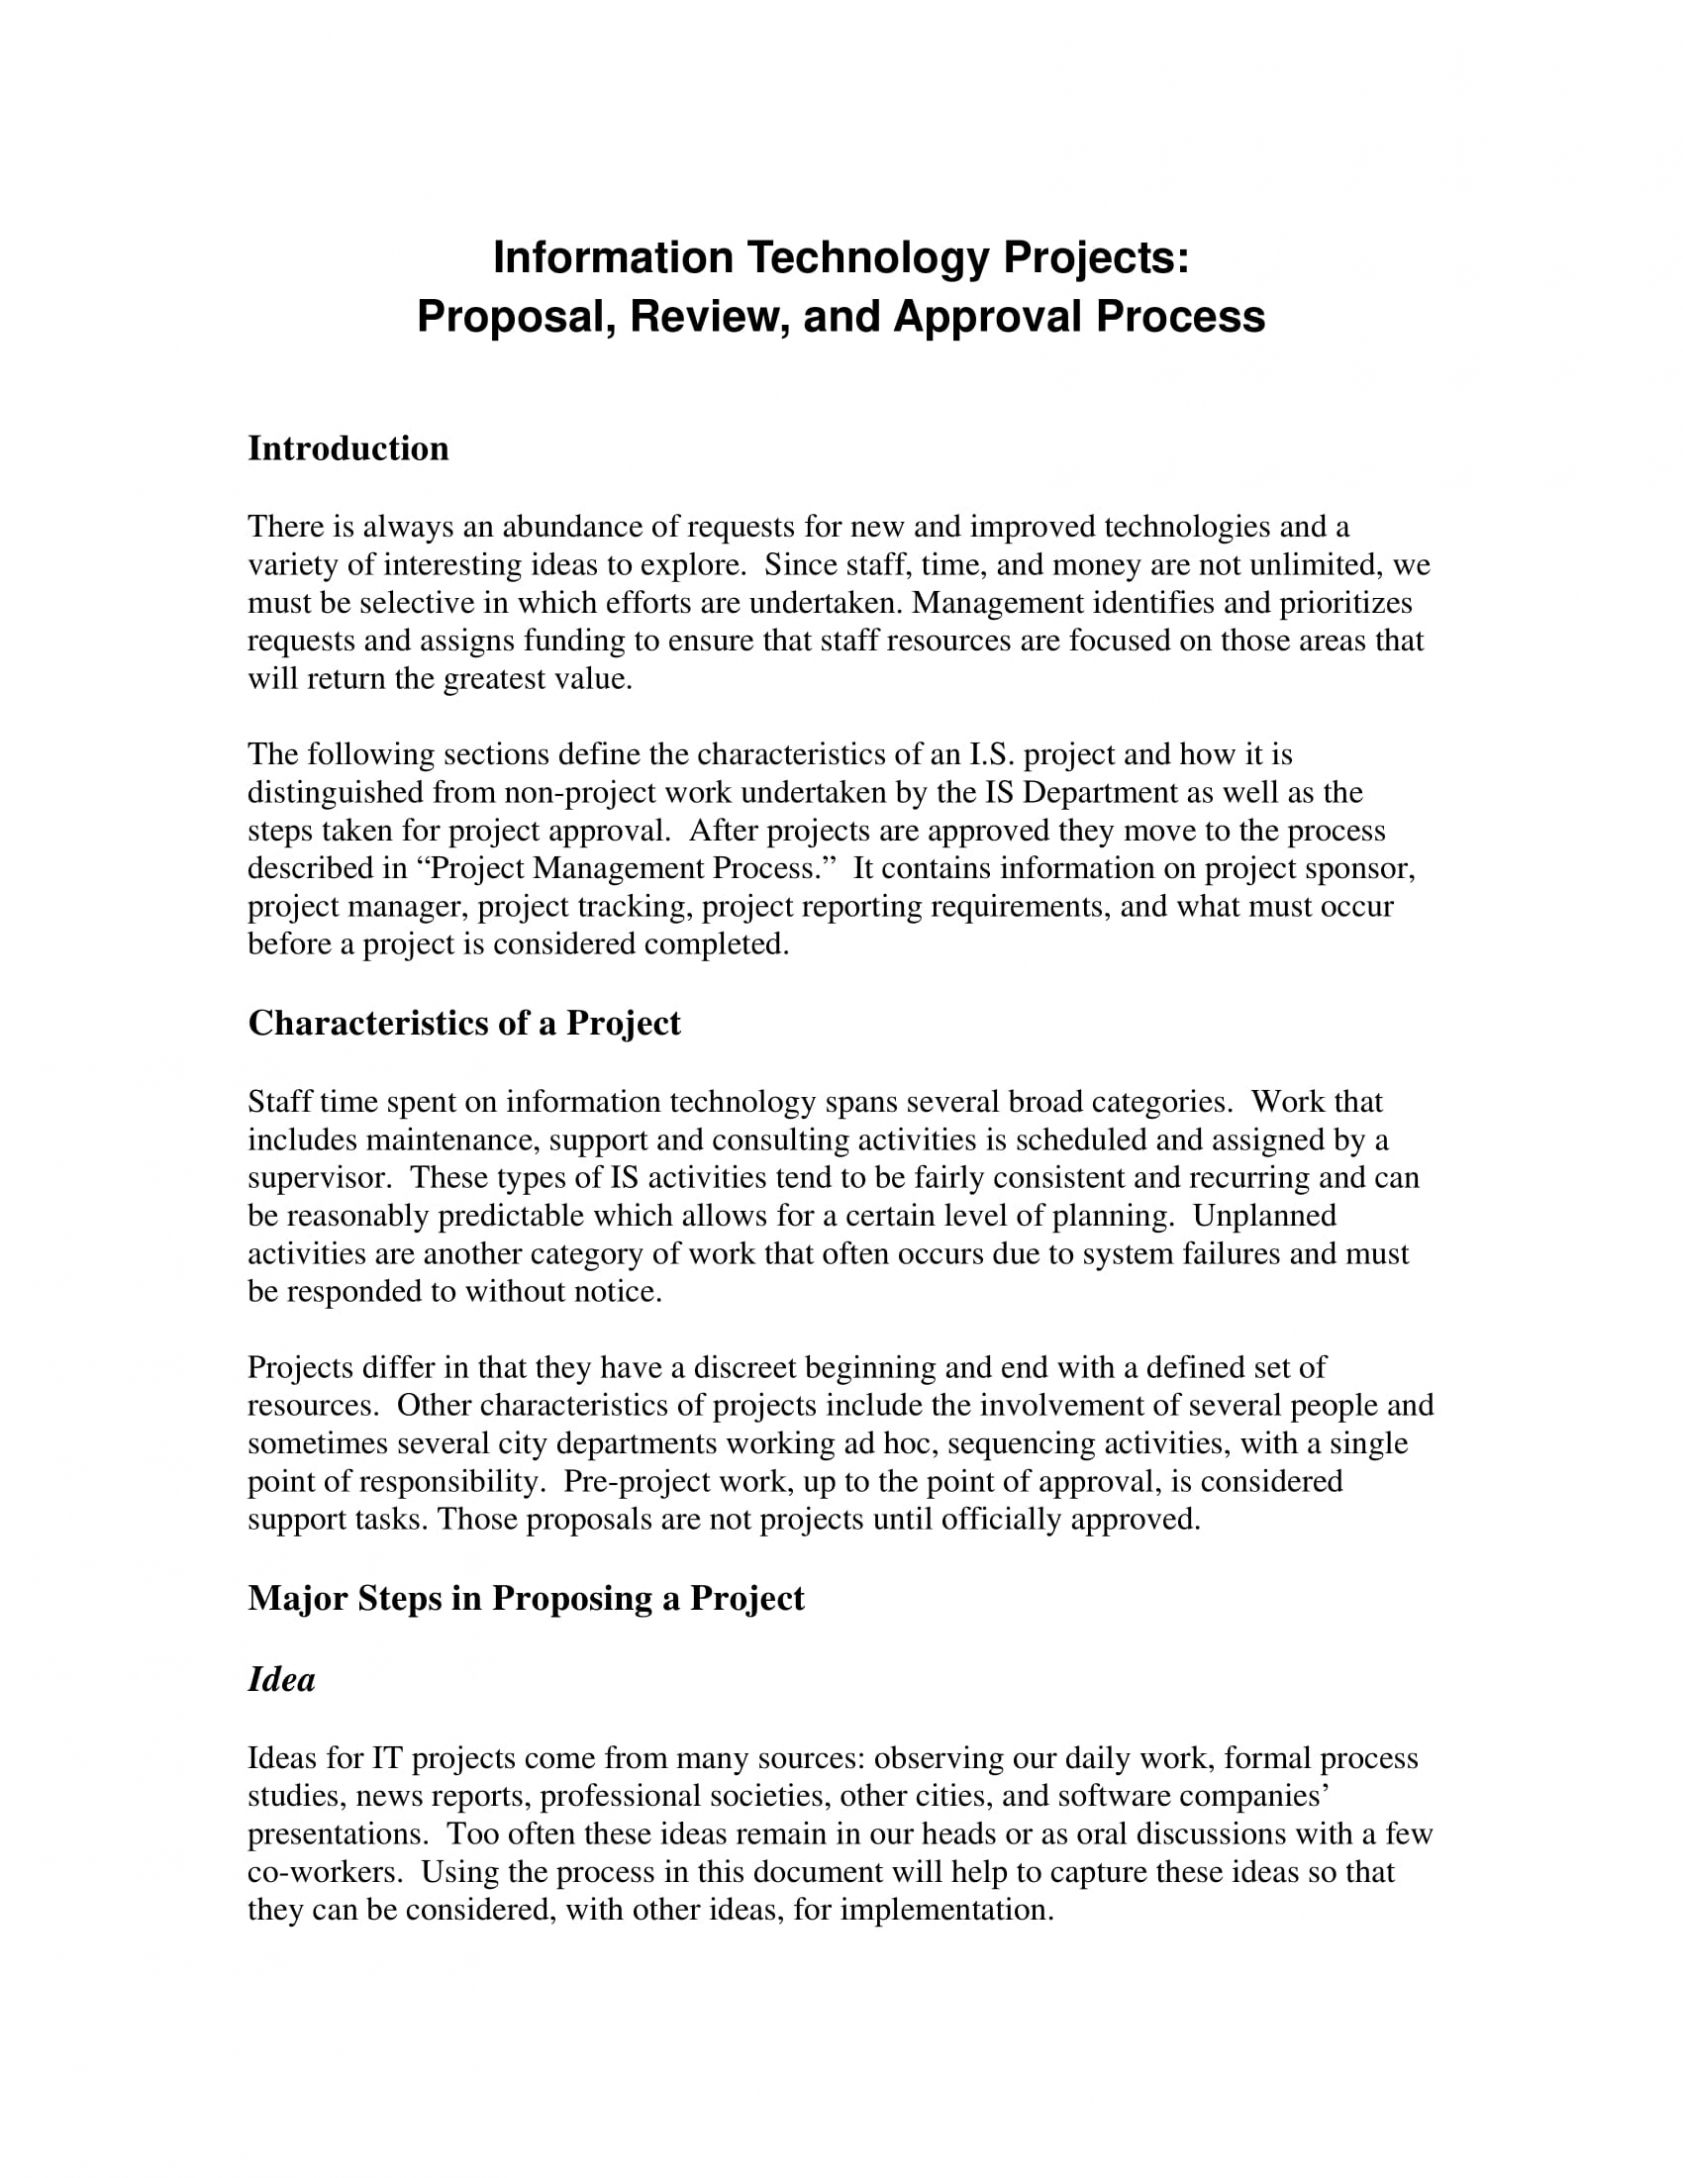 Information Technology Projects:
Proposal, Review, and Approval Process
Introduction
There is always an abundance of requests for new and improved technologies and a
variety of interesting ideas to explore.  Since staff, time, and money are not unlimited, we
must be selective in which efforts are undertaken. Management identifies and prioritizes
requests and assigns funding to ensure that staff resources are focused on those areas that
will return the greatest value.
The following sections define the characteristics of an I.S. project and how it is
distinguished from non-project work undertaken by the IS Department as well as the
steps taken for project approval.  After projects are approved they move to the process
described in “Project Management Process.”  It contains information on project sponsor,
project manager, project tracking, project reporting requirements, and what must occur
before a project is considered completed.
Characteristics of a Project
Staff time spent on information technology spans several broad categories.  Work that
includes maintenance, support and consulting activities is scheduled and assigned by a
supervisor.  These types of IS activities tend to be fairly consistent and recurring and can
be reasonably predictable which allows for a certain level of planning.  Unplanned
activities are another category of work that often occurs due to system failures and must
be responded to without notice.
Projects differ in that they have a discreet beginning and end with a defined set of
resources.  Other characteristics of projects include the involvement of several people and
sometimes several city departments working ad hoc, sequencing activities, with a single
point of responsibility.  Pre-project work, up to the point of approval, is considered
support tasks. Those proposals are not projects until officially approved.
Major Steps in Proposing a Project
Idea
Ideas for IT projects come from many sources: observing our daily work, formal process
studies, news reports, professional societies, other cities, and software companies’
presentations.  Too often these ideas remain in our heads or as oral discussions with a few
co-workers.  Using the process in this document will help to capture these ideas so that
they can be considered, with other ideas, for implementation.